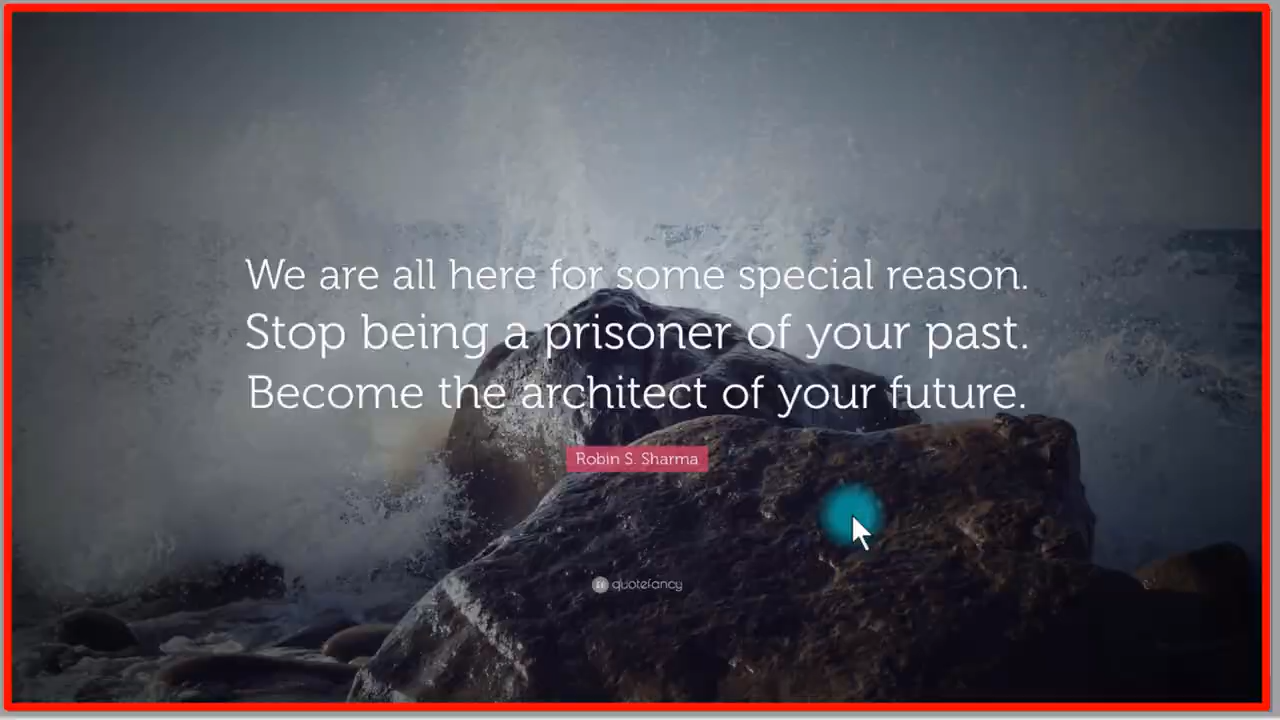 We are all here for some special reason.
Stop being a prisoner of your past.
Become the architect of your future.
Robin S. Sharma
quotefancy